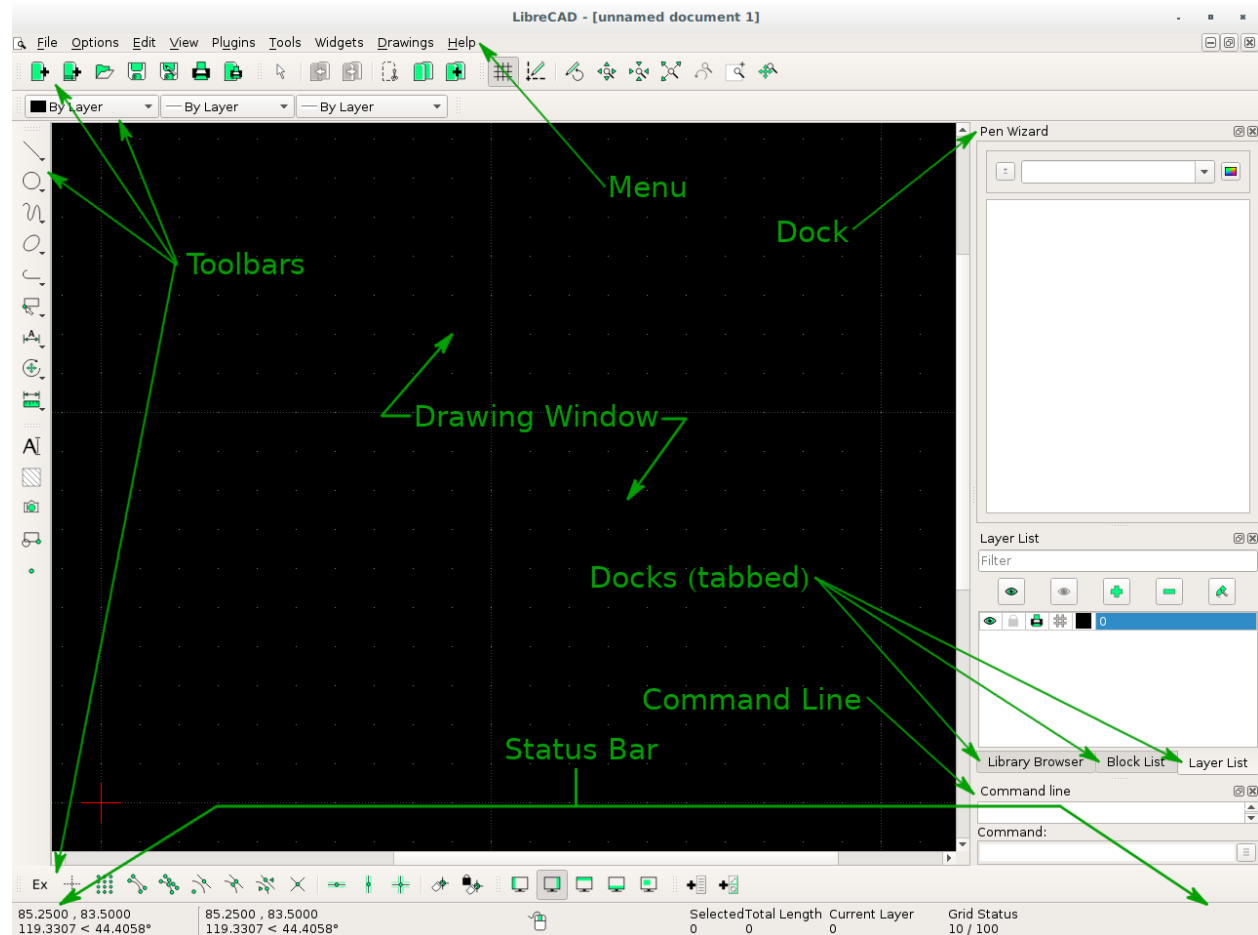 LibreCAD - [unnamed document 1]
File Options Edit View Plugins Tools Widgets Drawings Help
By Layer By Layer By Layer
Pen Wizard
Menu
Dock
Toolbars
Drawing Window
A
AI
Layer List
Filter
Docks (tabbed)
0
Command Line
Status Bar
Library Browser Block List Layer List
Command line
Command:
Ex
85.2500 , 83.5000 85.2500 , 83.5000 Selected Total Length Current Layer Grid Status
119.3307 < 44.4058° 119.3307 < 44.4058° 0 0 0 10 / 100